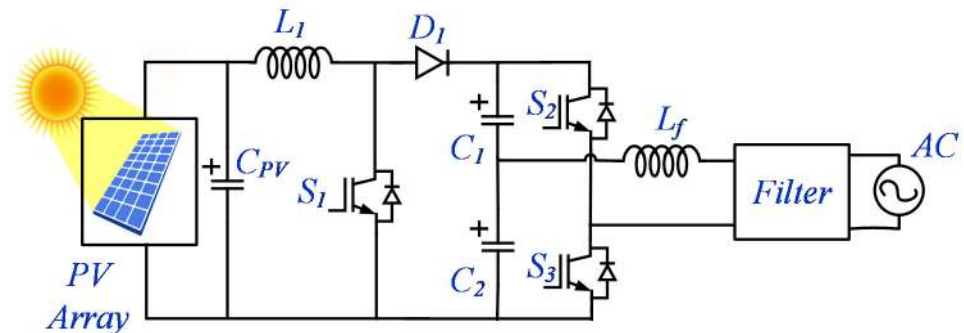 L1
D1
S2
Lf
AC
CPV
C1
S1
Filter
C2
S3
PV
Array